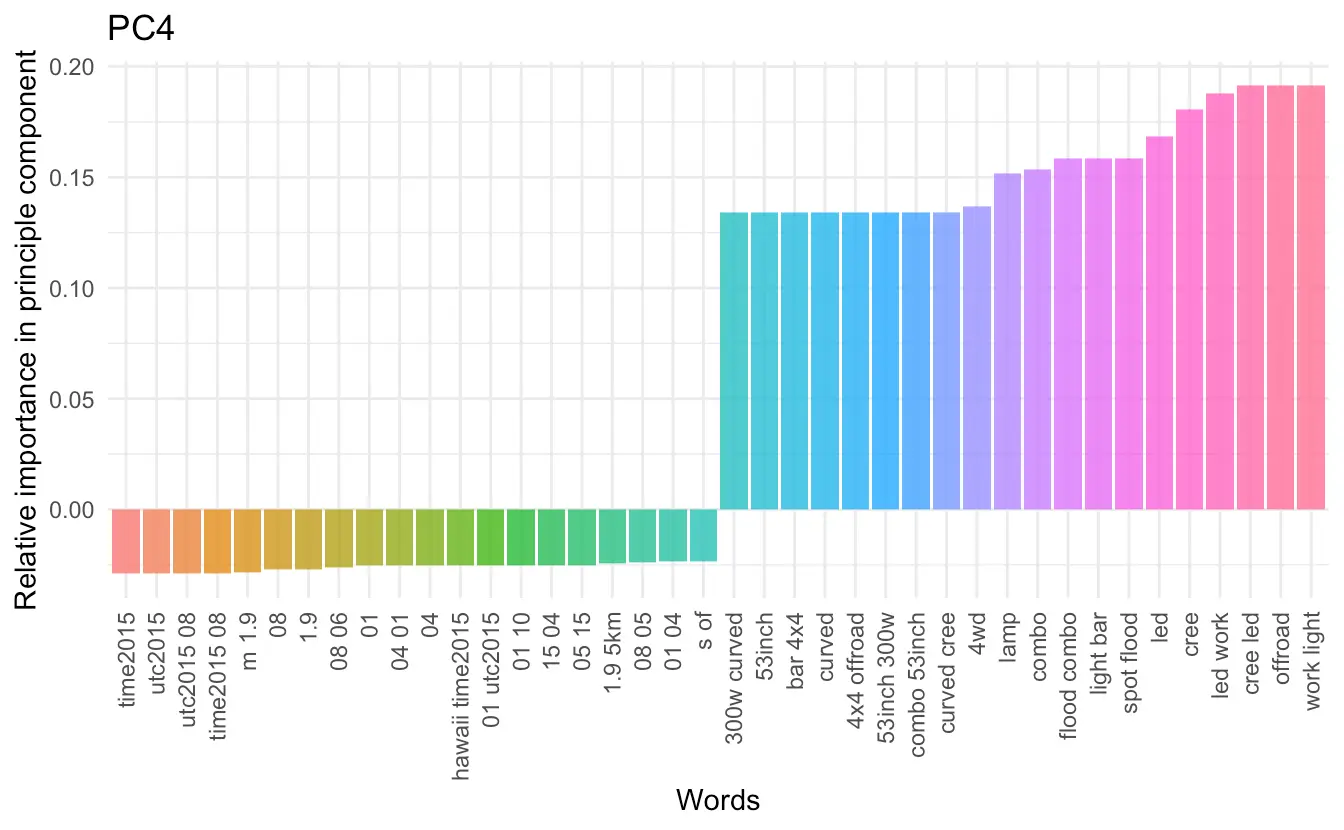 PC4
Relative importance in principle component
0.20
0.15
0.10
0.05
0.00
time2015
utc2015
utc2015 08
time2015 08
m 1.9
08
1.9
08 06
01
04 01
04
hawaii time2015
01 utc2015
01 10
15 04
05 15
1.9 5km
08 05
01 04
s of
300w curved
53inch
bar 4x4
curved
4x4 offroad
53inch 300w
combo 53inch
curved cree
4wd
lamp
combo
flood combo
light bar
spot flood
led
cree
led work
cree led
offroad
work light
Words